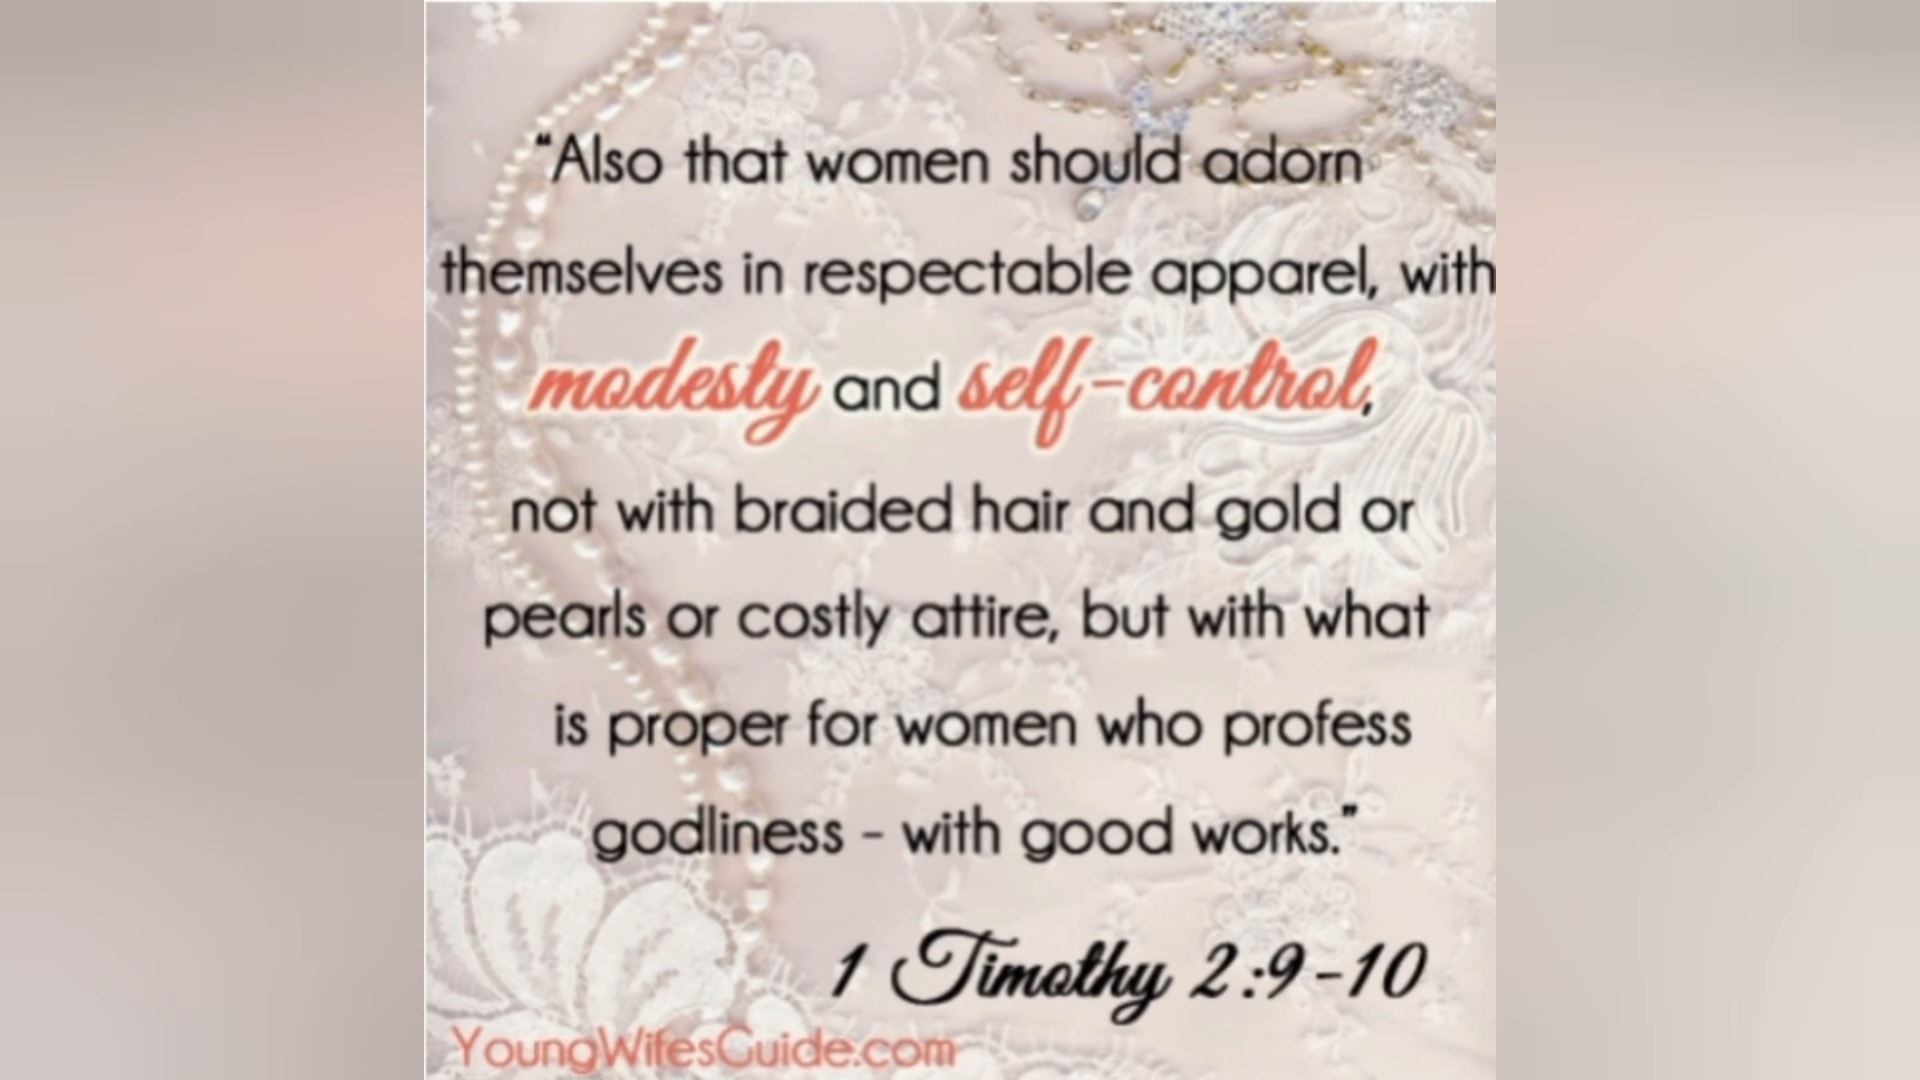 “Also that women should adorn
themselves in respectable apparel, with
modesty and self-control,
not with braided hair and gold or
pearls or costly attire, but with what
is proper for women who profess
godliness - with good works.”
1 Timothy 2:9-10
YoungWifesGuide.com